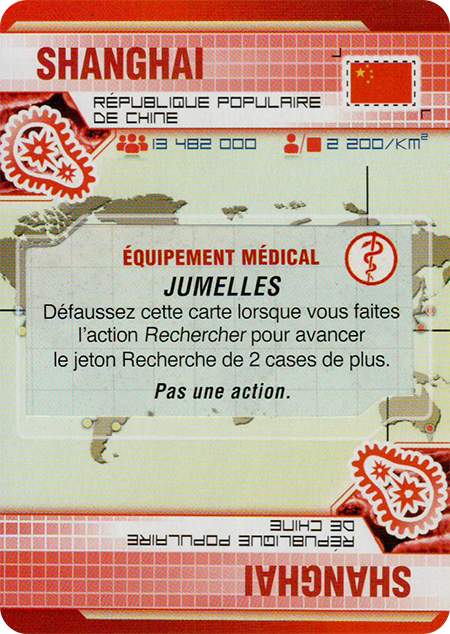 SHANGHAI
RÉPUBLIQUE POPULAIRE
DE CHINE
13 482 000 / 2 200/KM²
ÉQUIPEMENT MÉDICAL
JUMELLES
Défaussez cette carte lorsque vous faites
l'action Rechercher pour avancer
le jeton Recherche de 2 cases de plus.
Pas une action.
RÉPUBLIQUE POPULAIRE
DE CHINE
SHANGHAI